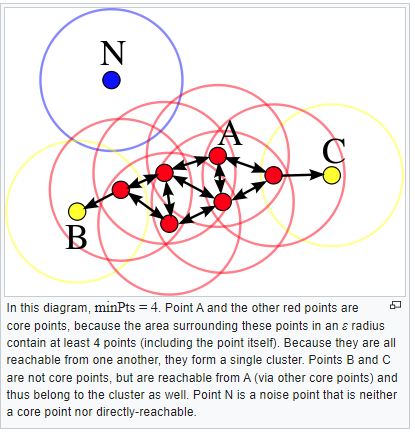 N
A
C
B
In this diagram, minPts = 4. Point A and the other red points are
core points, because the area surrounding these points in an ε radius
contain at least 4 points (including the point itself). Because they are all
reachable from one another, they form a single cluster. Points B and C
are not core points, but are reachable from A (via other core points) and
thus belong to the cluster as well. Point N is a noise point that is neither
a core point nor directly-reachable.